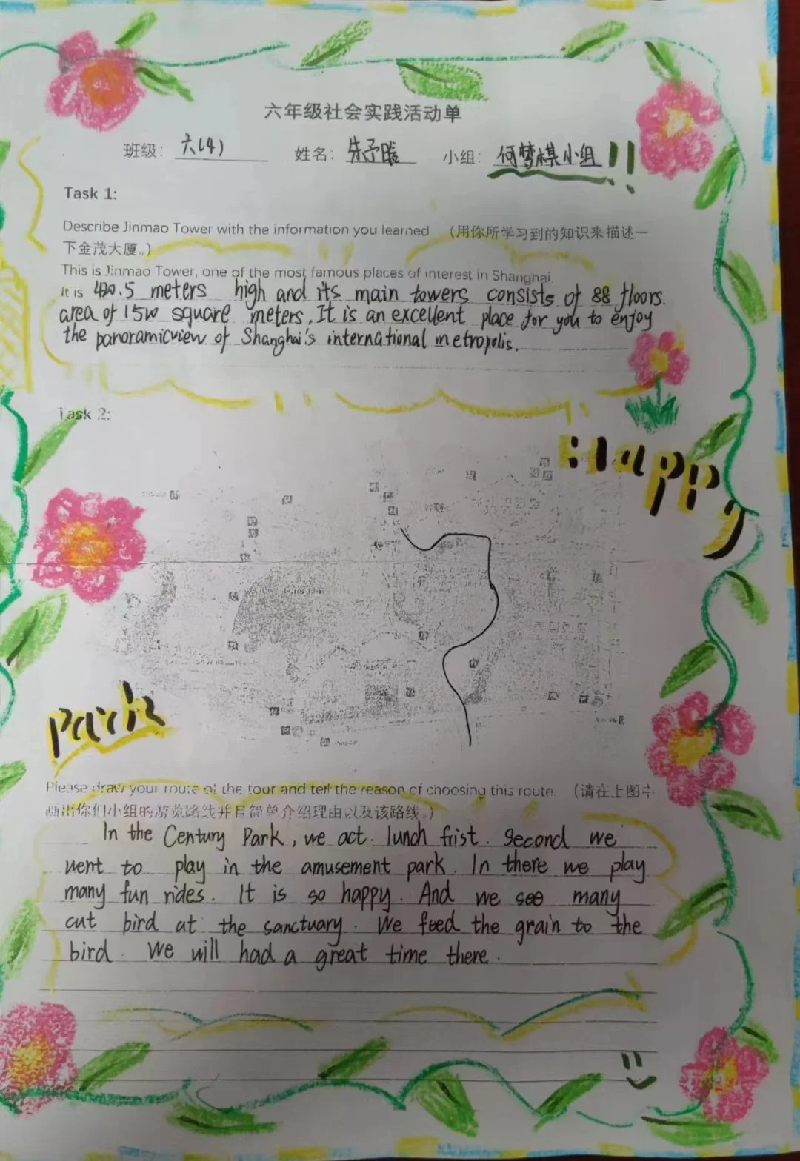 六年级社会实践活动单
班级: 六(4) 姓名: 小组: 何梦棋小组!!
Task 1:
Describe Jinmao Tower with the information you learned (用你所学习到的知识来描述一
下金茂大厦。)
This is Jinmao Tower, one of the most famous places of interest in Shanghai.
It is 420.5 meters high and its main towers consists of 88 floors.
area of 1500 square meters. It is an excellent place for you to enjoy
the panoramicview of Shanghai's international metropolis.
Task 2:
Happy
park
Please draw your route of the tour and tell the reason of choosing this route. (请在上图中
画出你们小组的游览路线并且简单介绍理由以及该路线。)
In the Century Park, we act lunch frist. Second we
went to play in the amusement park. In there we play
many fun rides. It is so happy. And we see many
cut bird at the sanctuary. We feed the grain to the
bird. We will had a great time there.